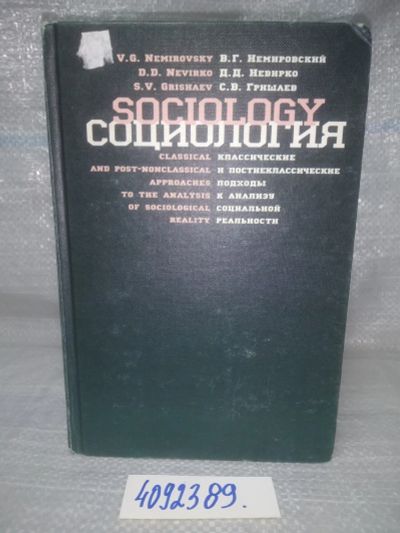 V.G. Nemirovsky В.Г. Немировский
D.D. Nevirko Д.Д. Невирко
S.V. Grishaev С.В. Гришаев
SOCIOLOGY
СОЦИОЛОГИЯ
CLASSICAL КЛАССИЧЕСКИЕ
AND POST-NONCLASSICAL И ПОСТНЕКЛАССИЧЕСКИЕ
APPROACHES ПОДХОДЫ
TO THE ANALYSIS К АНАЛИЗУ
OF SOCIOLOGICAL СОЦИАЛЬНОЙ
REALITY РЕАЛЬНОСТИ
4092389.